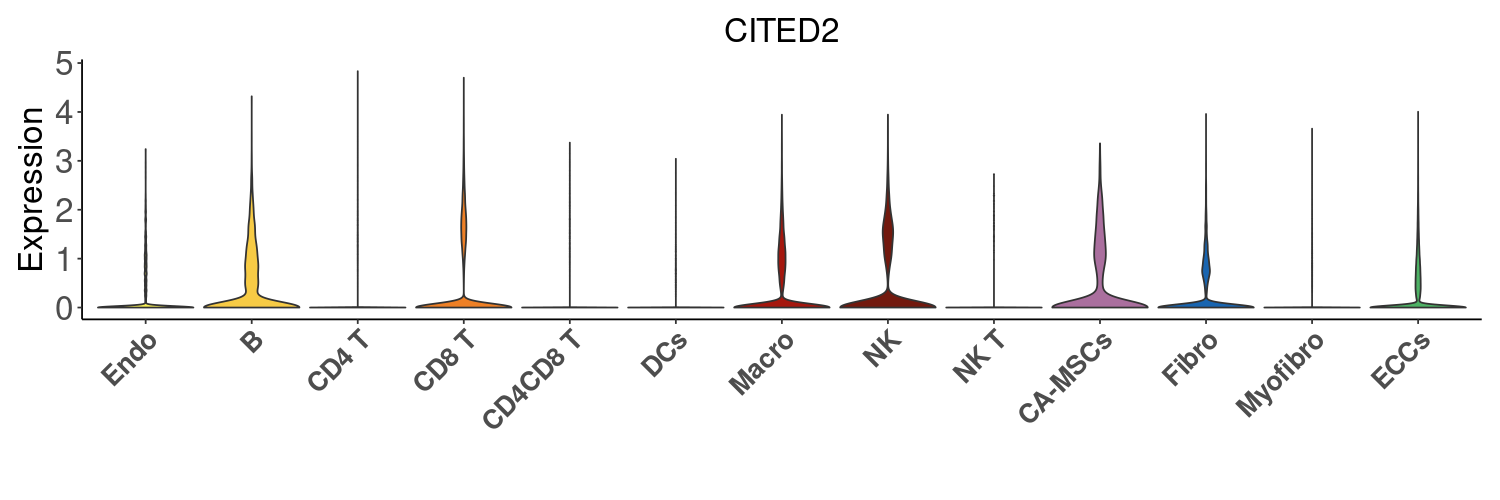 CITED2
Expression
5
4
3
2
1
0
Endo
B
CD4 T
CD8 T
CD4CD8 T
DCs
Macro
NK
NK T
CA-MSCs
Fibro
Myofibro
ECCs